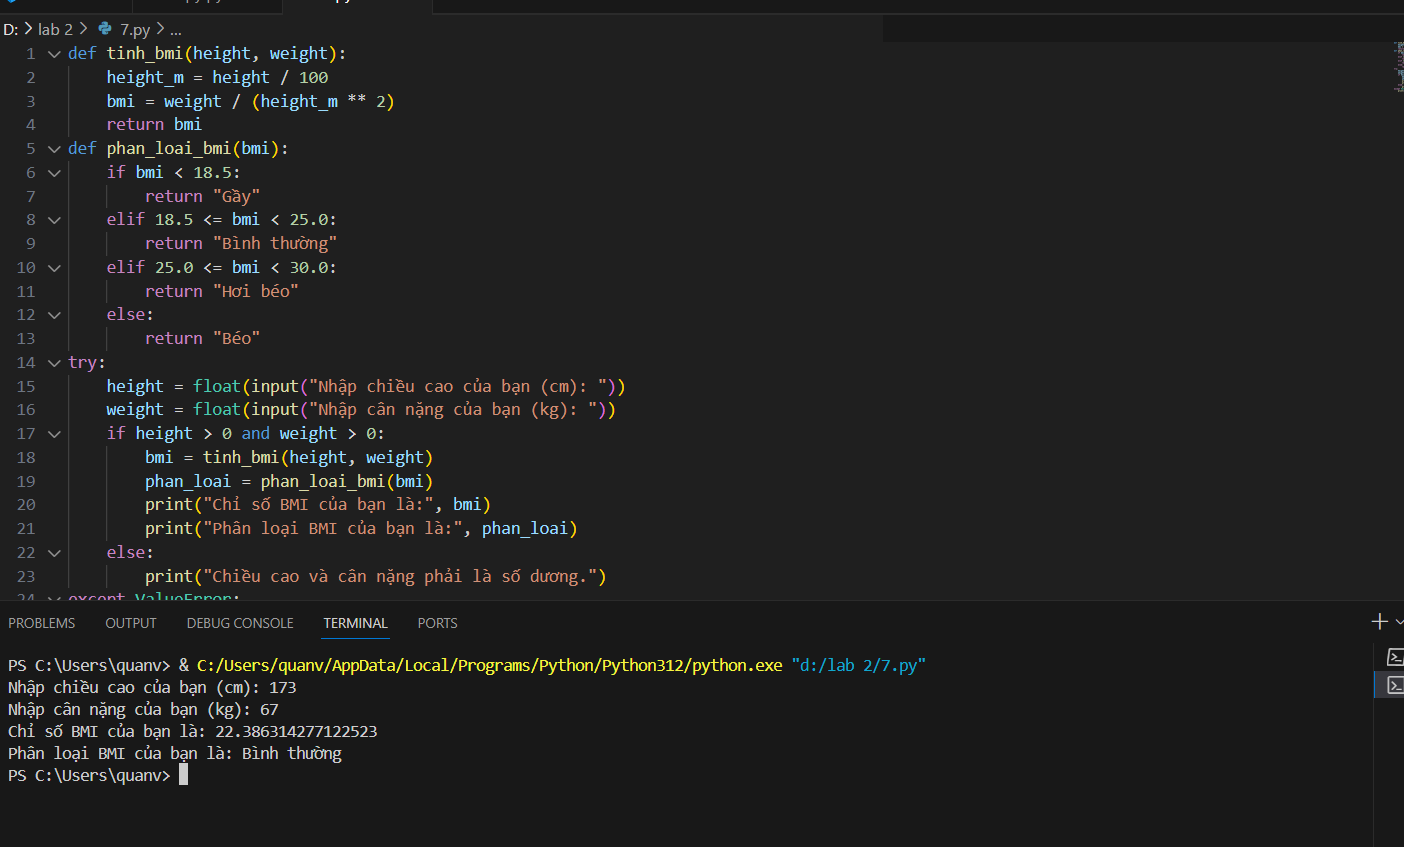 D: > lab 2 > 7.py > ...
1 def tinh_bmi(height, weight):
2 height_m = height / 100
3 bmi = weight / (height_m ** 2)
4 return bmi
5 def phan_loai_bmi(bmi):
6 if bmi < 18.5:
7 return "Gầy"
8 elif 18.5 <= bmi < 25.0:
9 return "Bình thường"
10 elif 25.0 <= bmi < 30.0:
11 return "Hơi béo"
12 else:
13 return "Béo"
14 try:
15 height = float(input("Nhập chiều cao của bạn (cm): "))
16 weight = float(input("Nhập cân nặng của bạn (kg): "))
17 if height > 0 and weight > 0:
18 bmi = tinh_bmi(height, weight)
19 phan_loai = phan_loai_bmi(bmi)
20 print("Chỉ số BMI của bạn là:", bmi)
21 print("Phân loại BMI của bạn là:", phan_loai)
22 else:
23 print("Chiều cao và cân nặng phải là số dương.")
24 except ValueError:
PROBLEMS OUTPUT DEBUG CONSOLE TERMINAL PORTS
PS C:\Users\quanv> & C:/Users/quanv/AppData/Local/Programs/Python/Python312/python.exe "d:/lab 2/7.py"
Nhập chiều cao của bạn (cm): 173
Nhập cân nặng của bạn (kg): 67
Chỉ số BMI của bạn là: 22.386314277122523
Phân loại BMI của bạn là: Bình thường
PS C:\Users\quanv>